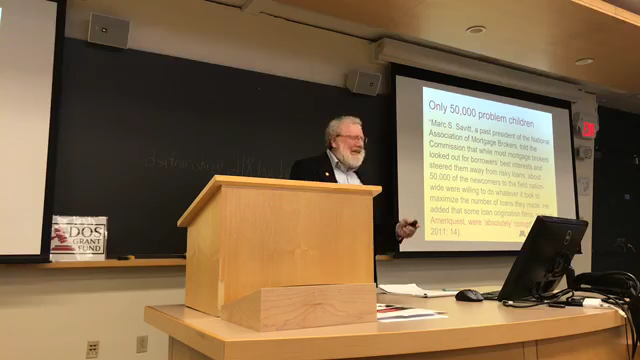 Only 50,000 problem children
"Marc S. Savitt, a past president of the National
Association of Mortgage Brokers, told the
Commission that while most mortgage brokers
looked out for borrowers' best interests and
steered them away from risky loans, about
50,000 of the newcomers to the field nation-
wide were willing to do whatever it took to
maximize the number of loans they made. He
added that some loan origination firms, such as
Ameriquest, were 'absolutely'
2011: 14).
DOS
GRANT
FUND